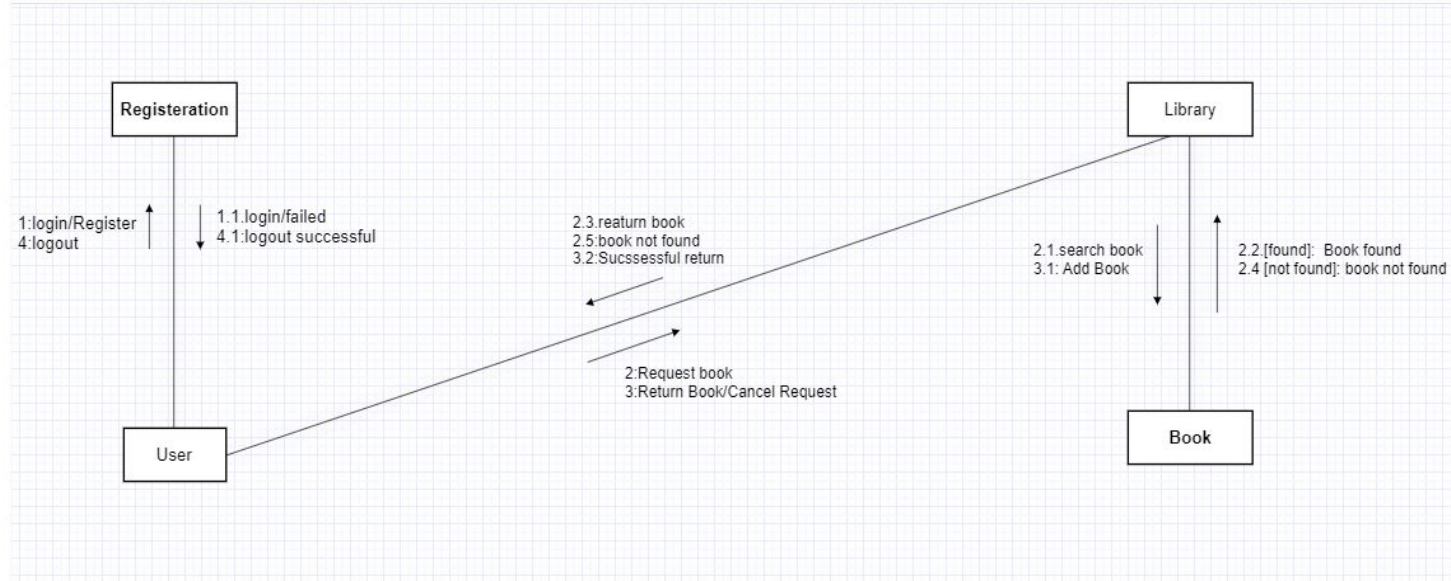 Registeration
Library
1:login/Register
4:logout
1.1.login/failed
4.1:logout successful
2.3.reaturn book
2.5:book not found
3.2:Sucssessful return
2.1.search book
3.1: Add Book
2.2.[found]: Book found
2.4 [not found]: book not found
2:Request book
3:Return Book/Cancel Request
User
Book